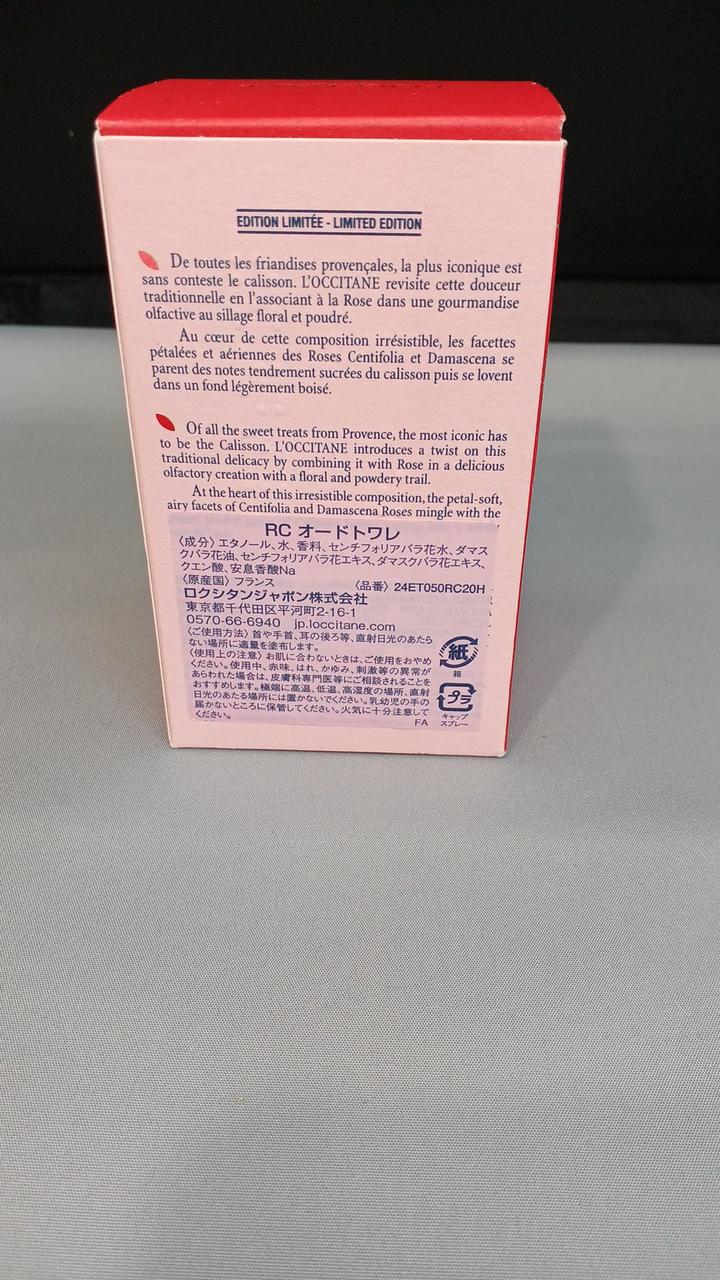 EDITION LIMITÉE - LIMITED EDITION
De toutes les friandises provençales, la plus iconique est
sans conteste le calisson. L'OCCITANE revisite cette douceur
traditionnelle en l'associant à la Rose dans une gourmandise
olfactive au sillage floral et poudré.
Au cœur de cette composition irrésistible, les facettes
pétalées et aériennes des Roses Centifolia et Damascena se
parent des notes tendrement sucrées du calisson puis se lovent
dans un fond légèrement boisé.
Of all the sweet treats from Provence, the most iconic has
to be the Calisson. L'OCCITANE introduces a twist on this
traditional delicacy by combining it with Rose in a delicious
olfactory creation with a floral and powdery trail.
At the heart of this irresistible composition, the petal-soft,
airy facets of Centifolia and Damascena Roses mingle with the
RC オードトワレ
〈成分〉エタノール、水、香料、センチフォリアバラ花水、ダマス
クバラ花油、センチフォリアバラ花エキス、ダマスクバラ花エキス、
クエン酸、安息香酸Na
〈原産国〉フランス 〈品番〉24ET050RC20H
ロクシタンジャポン株式会社
東京都千代田区平河町2-16-1
0570-66-6940 jp.loccitane.com
〈ご使用方法〉首や手首、耳の後ろ等、直射日光のあたら
ない場所に適量を塗布します。
〈使用上の注意〉お肌に合わないときは、ご使用をおやめ
ください。使用中、赤味、はれ、かゆみ、刺激等の異常が
あらわれた場合は、皮膚科専門医等にご相談されることを
おすすめします。極端に高温、低温、高湿度の場所、直射
日光のあたる場所には置かないでください。乳幼児の手の
届かないところに保管してください。火気に十分注意して
ください。 FA
紙
箱
プラ
キャップ
スプレー